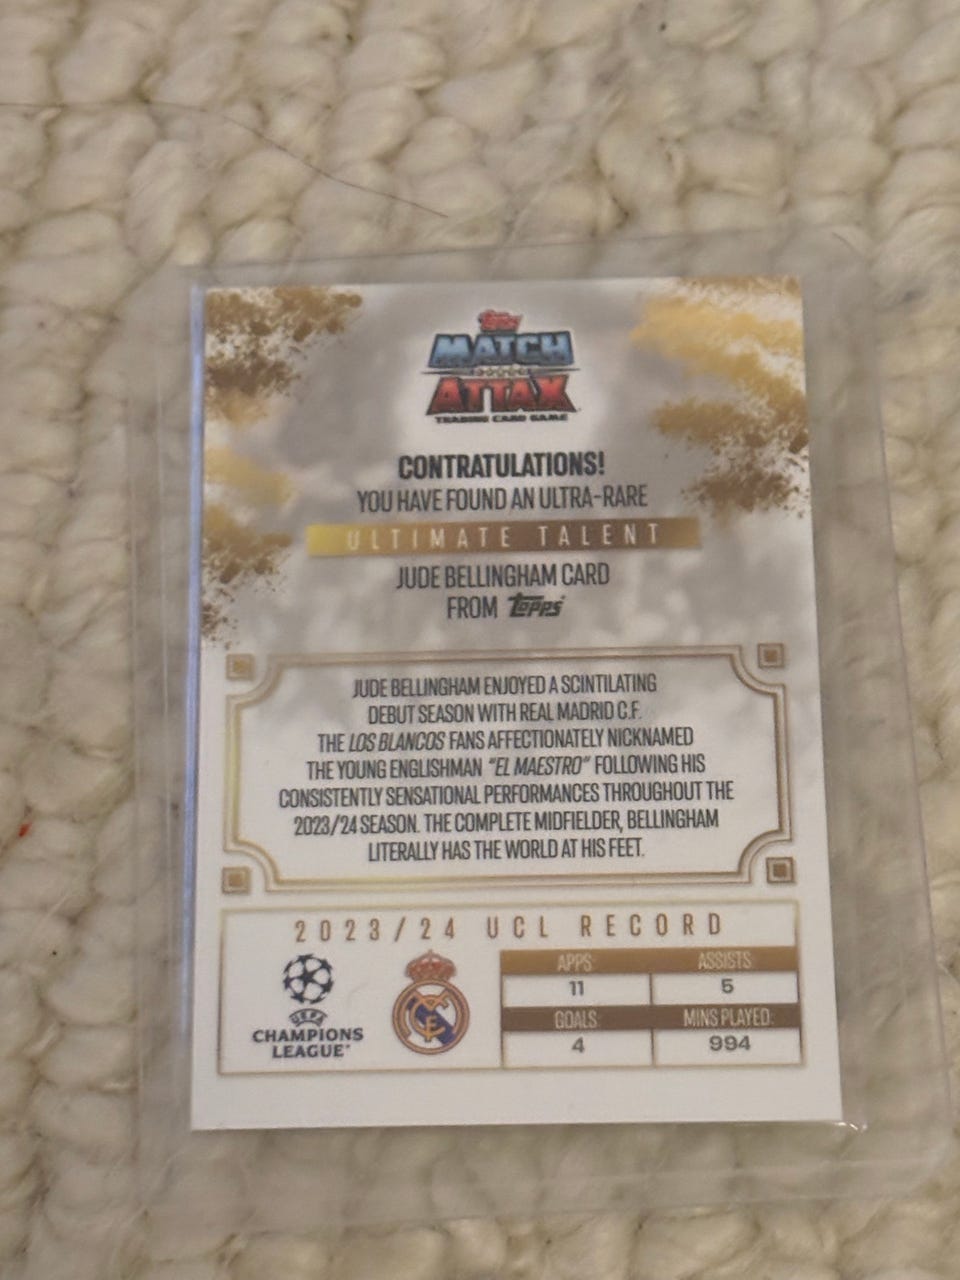 Topps
MATCH
ATTAX
TRADING CARD GAME
CONTRATULATIONS!
YOU HAVE FOUND AN ULTRA-RARE
ULTIMATE TALENT
JUDE BELLINGHAM CARD
FROM Topps
JUDE BELLINGHAM ENJOYED A SCINTILATING
DEBUT SEASON WITH REAL MADRID C.F.
THE LOS BLANCOS FANS AFFECTIONATELY NICKNAMED
THE YOUNG ENGLISHMAN "EL MAESTRO" FOLLOWING HIS
CONSISTENTLY SENSATIONAL PERFORMANCES THROUGHOUT THE
2023/24 SEASON. THE COMPLETE MIDFIELDER, BELLINGHAM
LITERALLY HAS THE WORLD AT HIS FEET.
2023/24 UCL RECORD
UEFA
CHAMPIONS
LEAGUE
APPS: ASSISTS:
11 5
GOALS: MINS PLAYED:
4 994